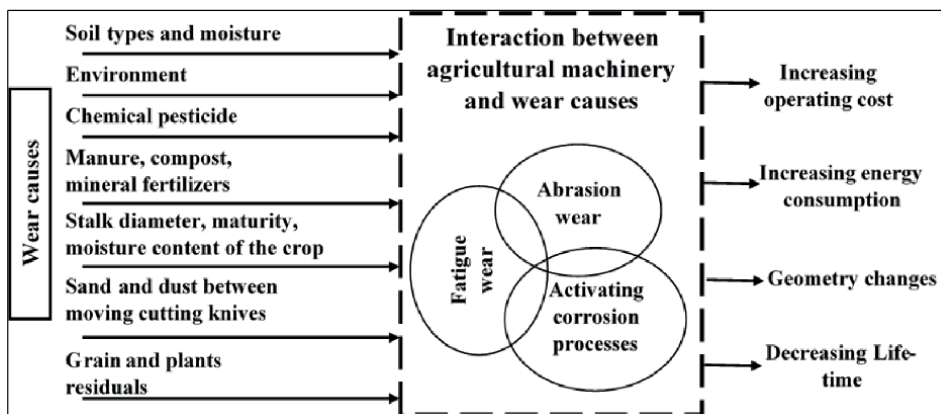 Wear causes
Soil types and moisture
Environment
Chemical pesticide
Manure, compost,
mineral fertilizers
Stalk diameter, maturity,
moisture content of the crop
Sand and dust between
moving cutting knives
Grain and plants
residuals
Interaction between
agricultural machinery
and wear causes
Abrasion
wear
Fatigue
wear
Activating
corrosion
processes
Increasing
operating cost
Increasing energy
consumption
Geometry changes
Decreasing Life-
time